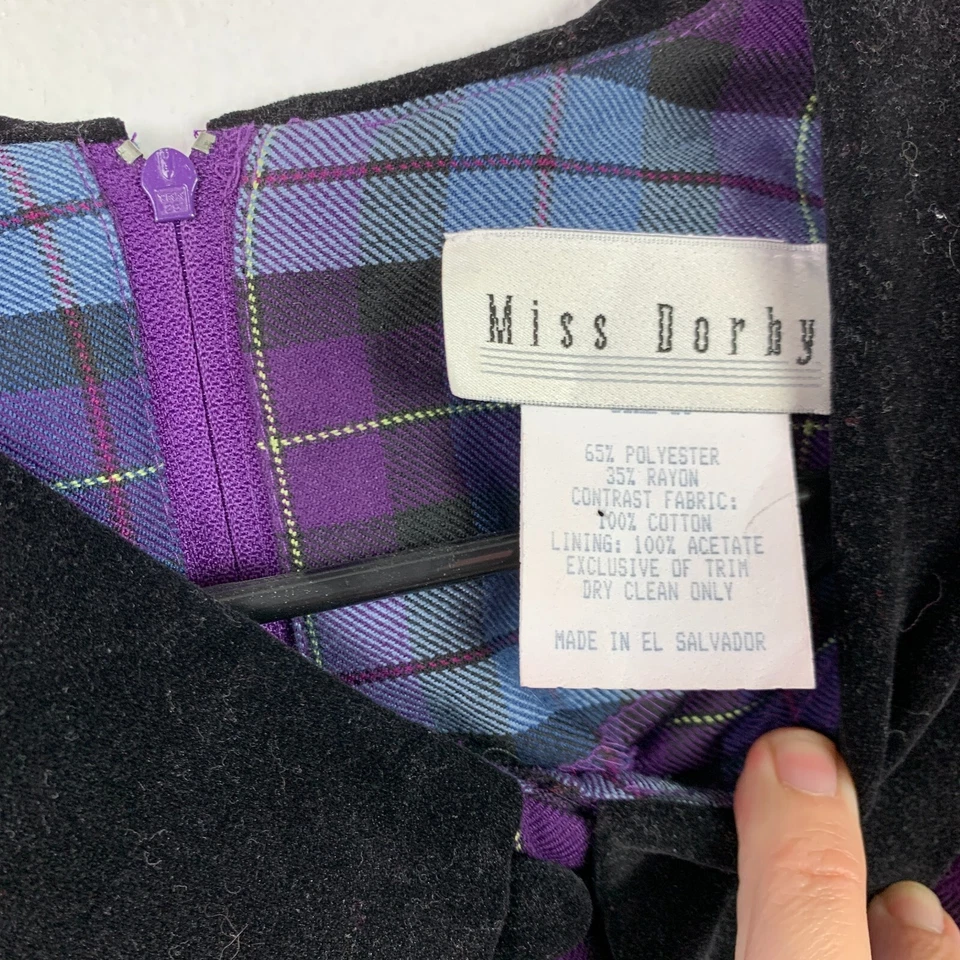 Miss Dorby
65% POLYESTER
35% RAYON
CONTRAST FABRIC:
100% COTTON
LINING: 100% ACETATE
EXCLUSIVE OF TRIM
DRY CLEAN ONLY
MADE IN EL SALVADOR